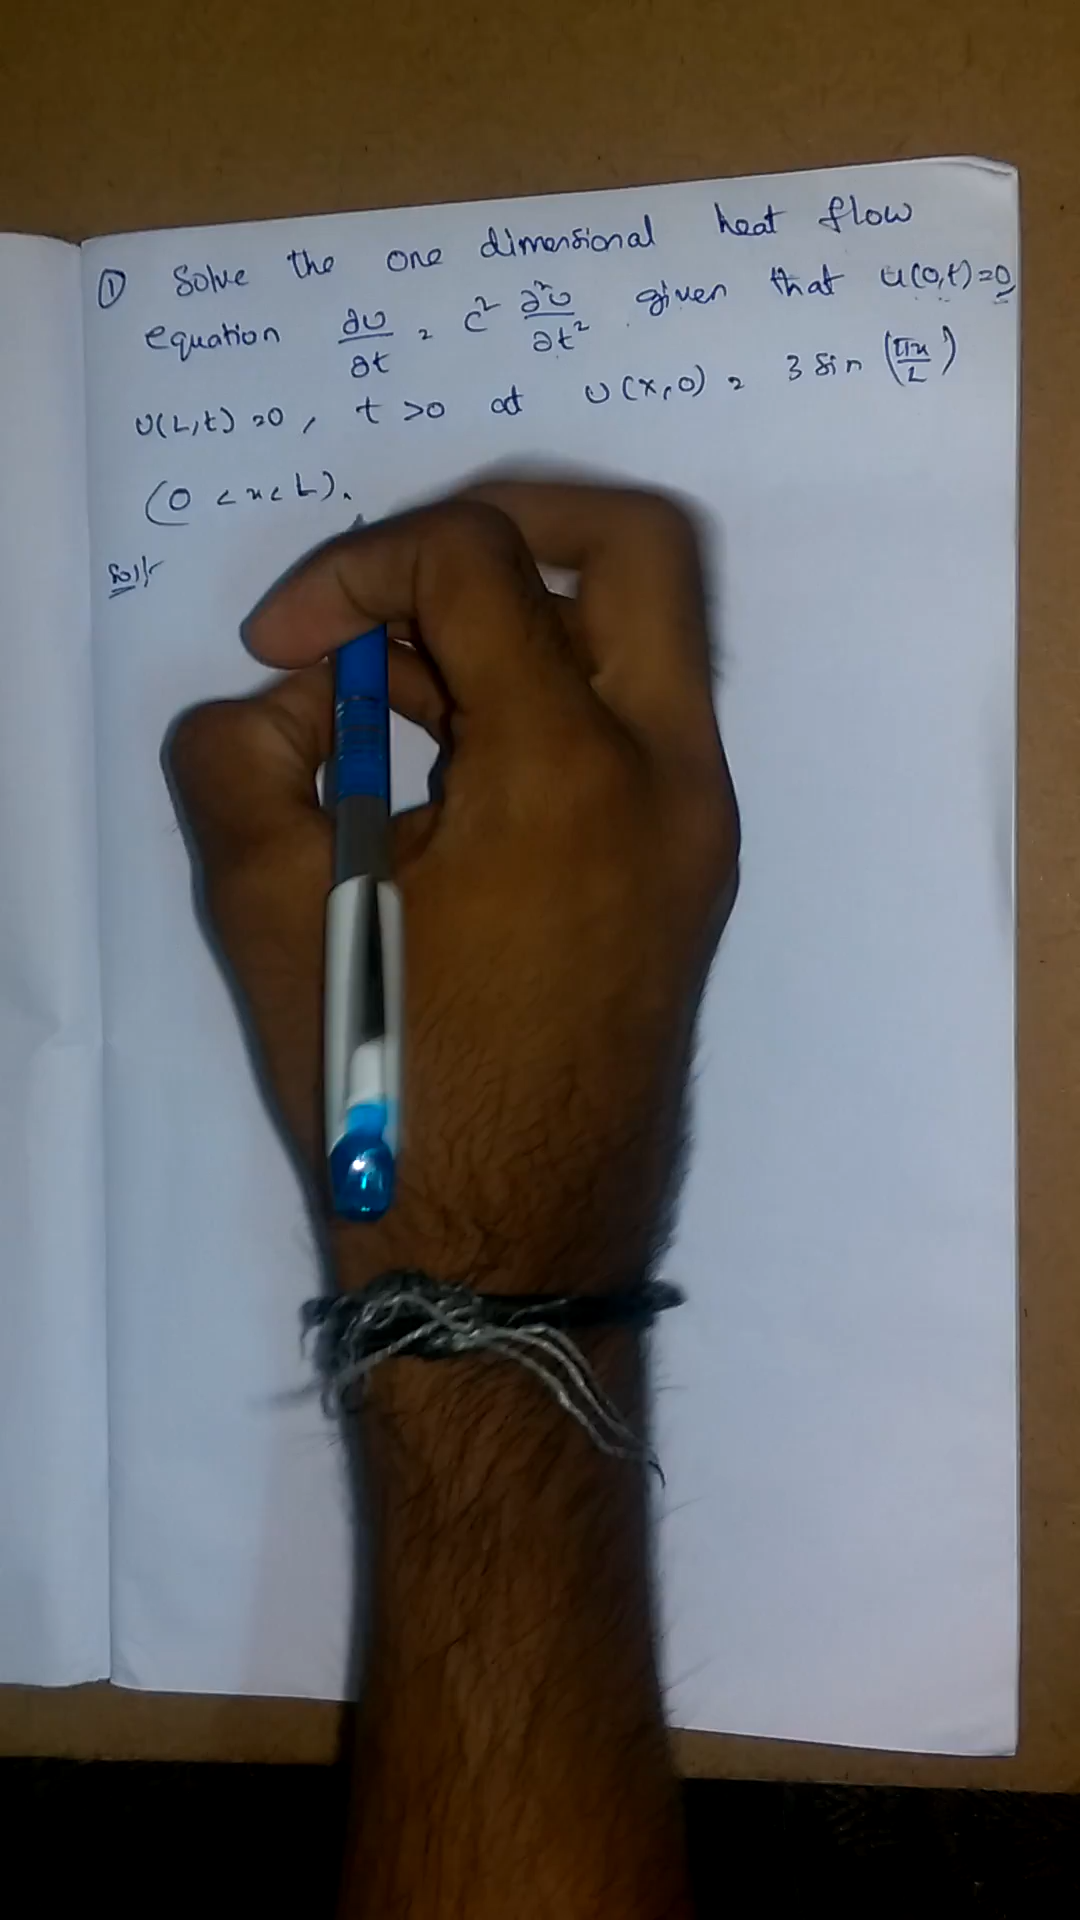 ① Solve the one dimensional heat flow
equation ∂u/∂t = c² ∂²u/∂t² given that u(0,t)=0
u(L,t)=0, t>0 at u(x,0) = 3 sin (πx/L)
(0 < x < L).
Sol:-